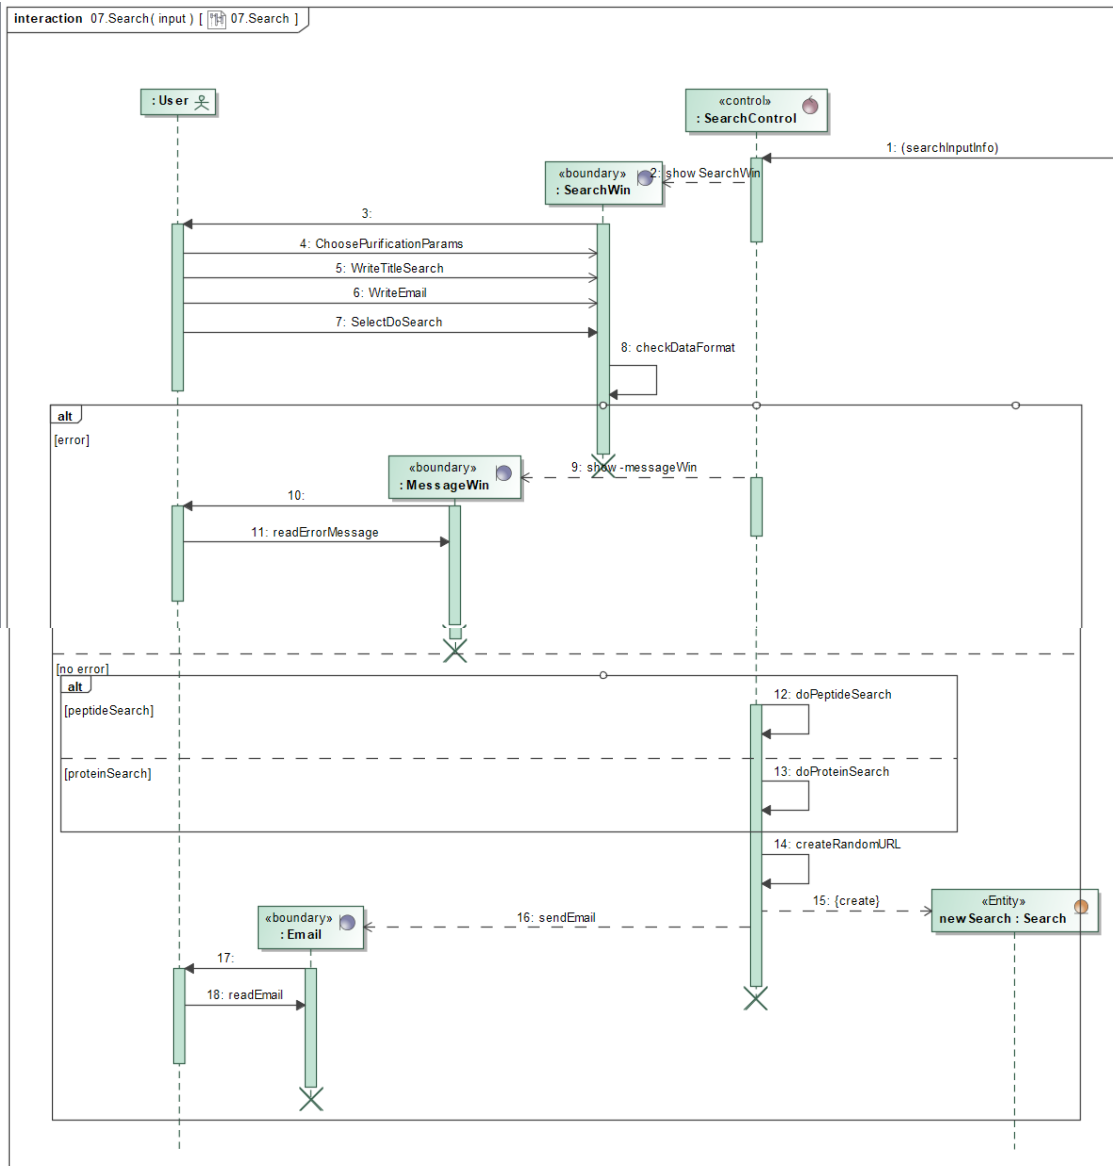 interaction 07.Search( input ) [ 07.Search ]
: User
«control»
: SearchControl
1: (searchInputInfo)
«boundary»
: SearchWin
2: show SearchWin
3:
4: ChoosePurificationParams
5: WriteTitleSearch
6: WriteEmail
7: SelectDoSearch
8: checkDataFormat
alt
[error]
«boundary»
: MessageWin
9: show -messageWin
10:
11: readErrorMessage
[no error]
alt
[peptideSearch]
12: doPeptideSearch
[proteinSearch]
13: doProteinSearch
14: createRandomURL
15: {create}
«Entity»
newSearch : Search
16: sendEmail
«boundary»
: Email
17:
18: readEmail